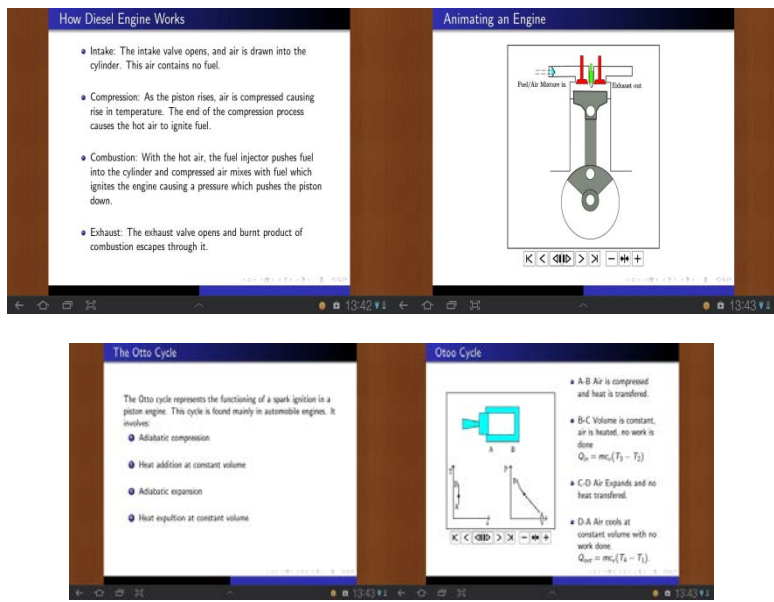 How Diesel Engine Works
Intake: The intake valve opens, and air is drawn into the
cylinder. This air contains no fuel.
Compression: As the piston rises, air is compressed causing
rise in temperature. The end of the compression process
causes the hot air to ignite fuel.
Combustion: With the hot air, the fuel injector pushes fuel
into the cylinder and compressed air mixes with fuel which
ignites the engine causing a pressure which pushes the piston
down.
Exhaust: The exhaust valve opens and burnt product of
combustion escapes through it.
13:42
Animating an Engine
Fuel/Air Mixture in
Exhaust out
13:43
The Otto Cycle
The Otto cycle represents the functioning of a spark ignition in a
piston engine. This cycle is found mainly in automobile engines. It
involves:
Adiabatic compression
Heat addition at constant volume
Adiabatic expansion
Heat expultion at constant volume
13:43
Otoo Cycle
A B
A-B Air is compressed
and heat is transfered.
B-C Volume is constant,
air is heated, no work is
done
Q_in = mc_v(T_3 − T_2)
C-D Air Expands and no
heat transfered.
D-A Air cools at
constant volume with no
work done.
Q_out = mc_v(T_4 − T_1).
13:43